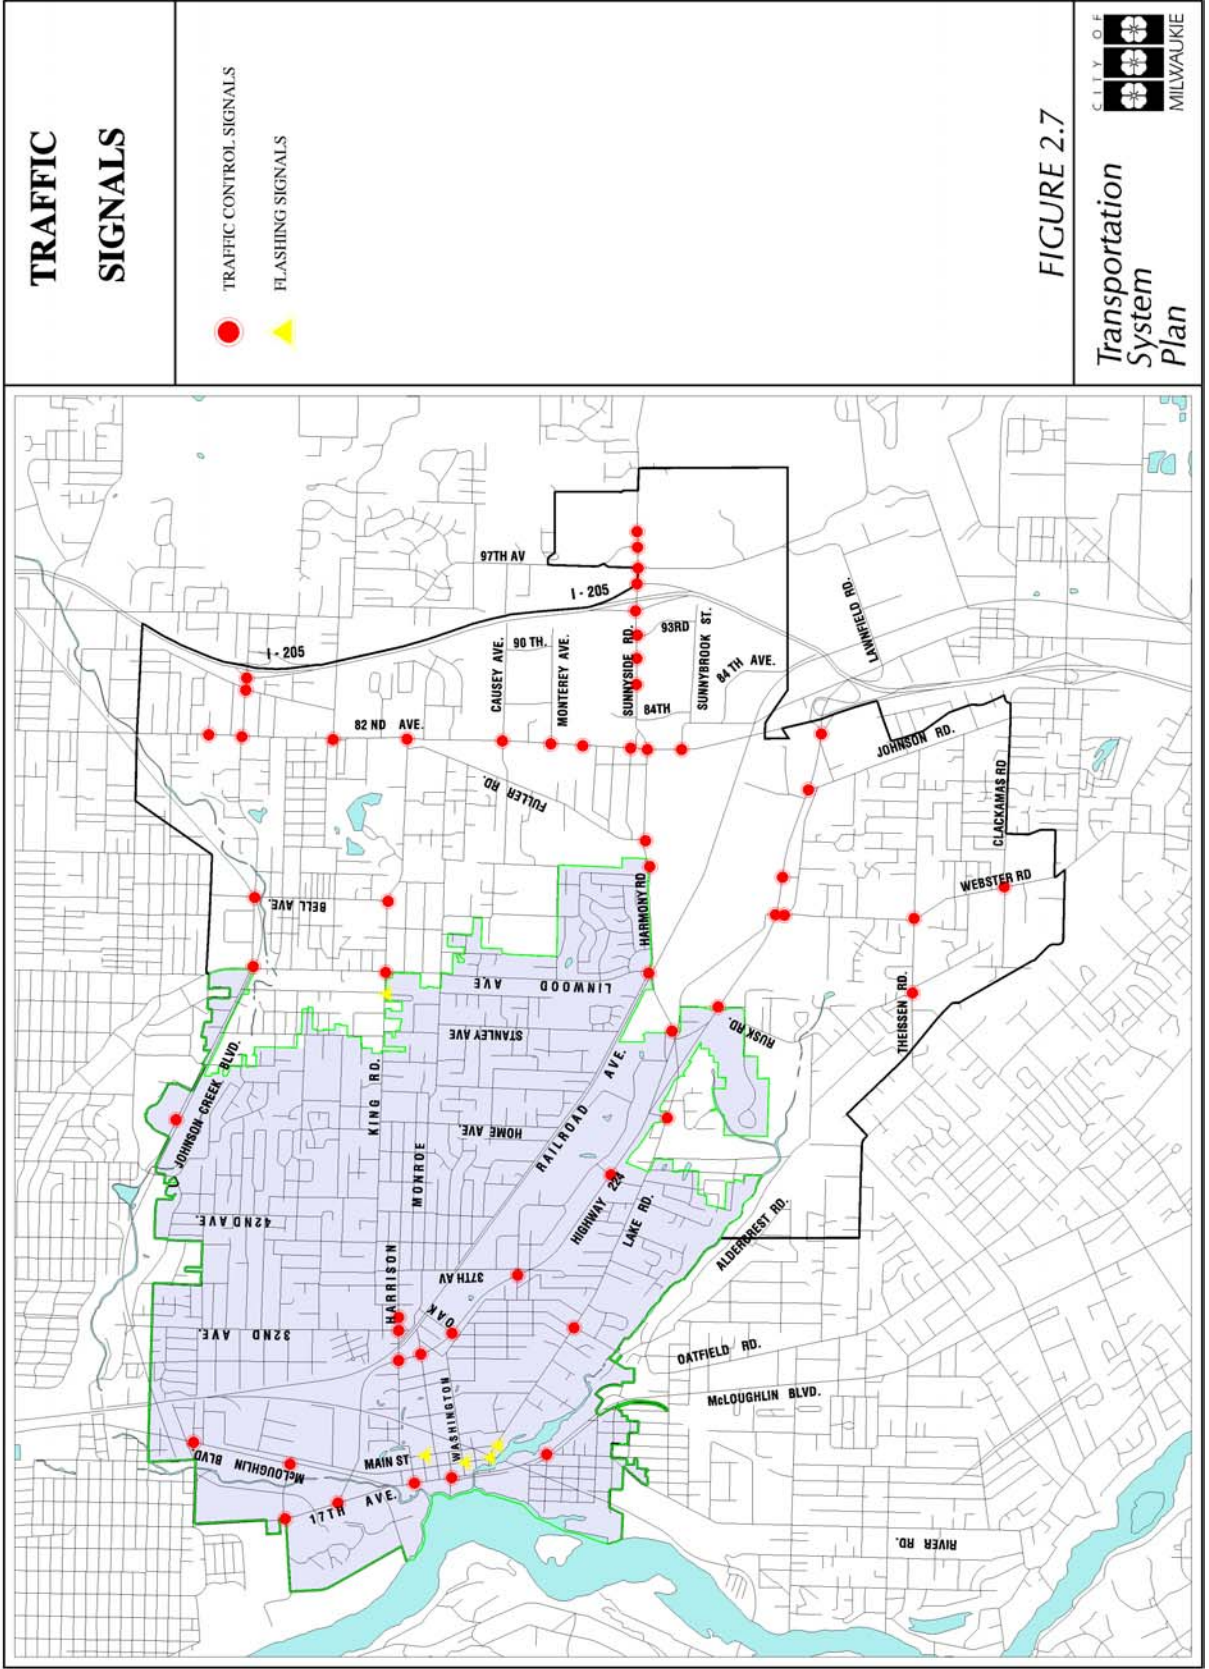 TRAFFIC
SIGNALS
TRAFFIC CONTROL SIGNALS
FLASHING SIGNALS
FIGURE 2.7
Transportation
System
Plan
CITY OF
MILWAUKIE
97TH AV
I - 205
I - 205
90 TH.
CAUSEY AVE.
MONTEREY AVE.
SUNNYSIDE RD.
93RD
SUNNYBROOK ST.
84 TH AVE.
84TH
LAWNFIELD RD.
82 ND AVE.
FULLER RD.
JOHNSON RD.
CLACKAMAS RD
WEBSTER RD
BELL AVE.
HARMONY RD
LINWOOD AVE
STANLEY AVE
RUSK RD.
THEISSEN RD.
JOHNSON CREEK BLVD.
KING RD.
HOME AVE.
RAILROAD AVE.
MONROE
42ND AVE.
HIGHWAY 224
LAKE RD.
ALDERCREST RD.
HARRISON
37TH AV
OAK
32ND AVE.
OATFIELD RD.
McLOUGHLIN BLVD.
WASHINGTON
MAIN ST
McLOUGHLIN BLVD
17TH AVE.
RIVER RD.